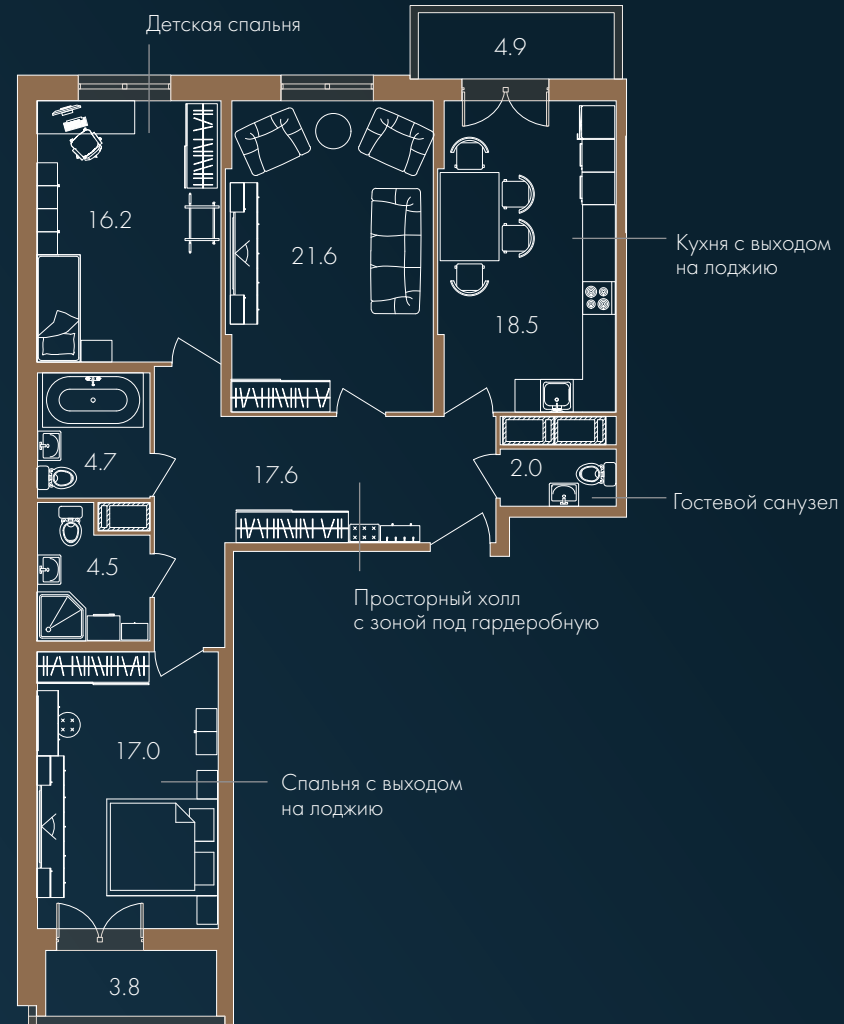 Детская спальня
4.9
16.2
21.6
Кухня с выходом
на лоджию
18.5
4.7
17.6
2.0
Гостевой санузел
4.5
Просторный холл
с зоной под гардеробную
17.0
Спальня с выходом
на лоджию
3.8